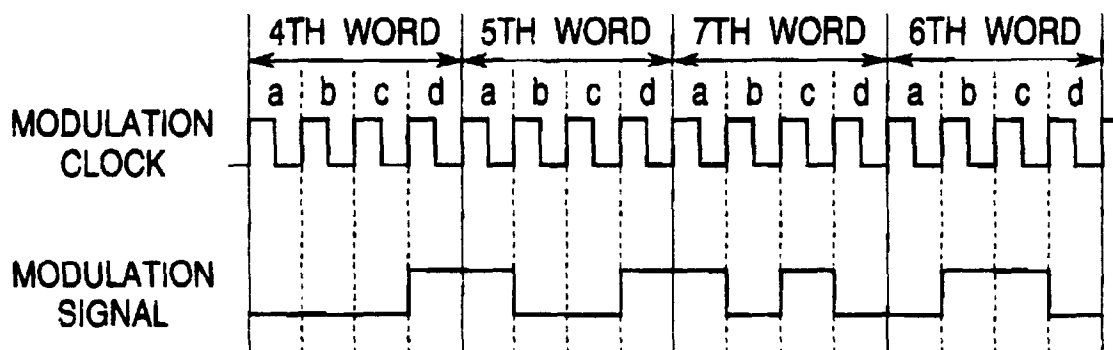 4TH WORD 5TH WORD 7TH WORD 6TH WORD
a b c d a b c d a b c d a b c d
MODULATION
CLOCK
MODULATION
SIGNAL